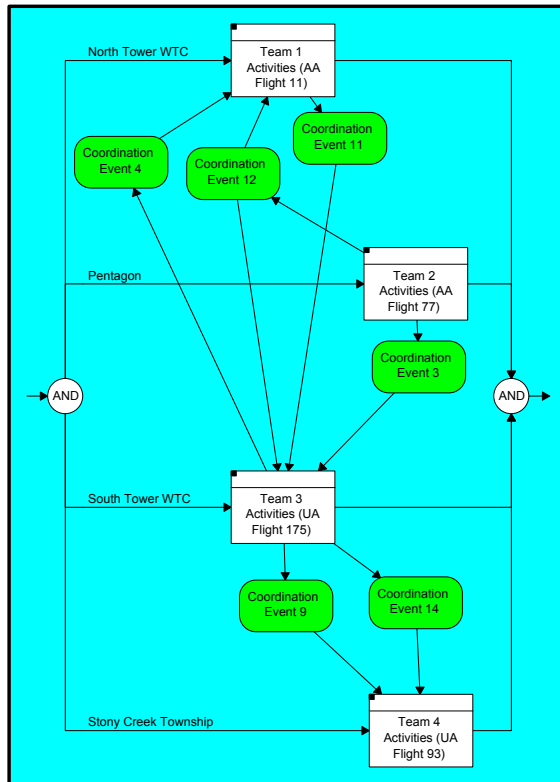 North Tower WTC
Team 1
Activities (AA
Flight 11)
Coordination
Event 4
Coordination
Event 12
Coordination
Event 11
Pentagon
Team 2
Activities (AA
Flight 77)
Coordination
Event 3
AND
AND
South Tower WTC
Team 3
Activities (UA
Flight 175)
Coordination
Event 9
Coordination
Event 14
Stony Creek Township
Team 4
Activities (UA
Flight 93)